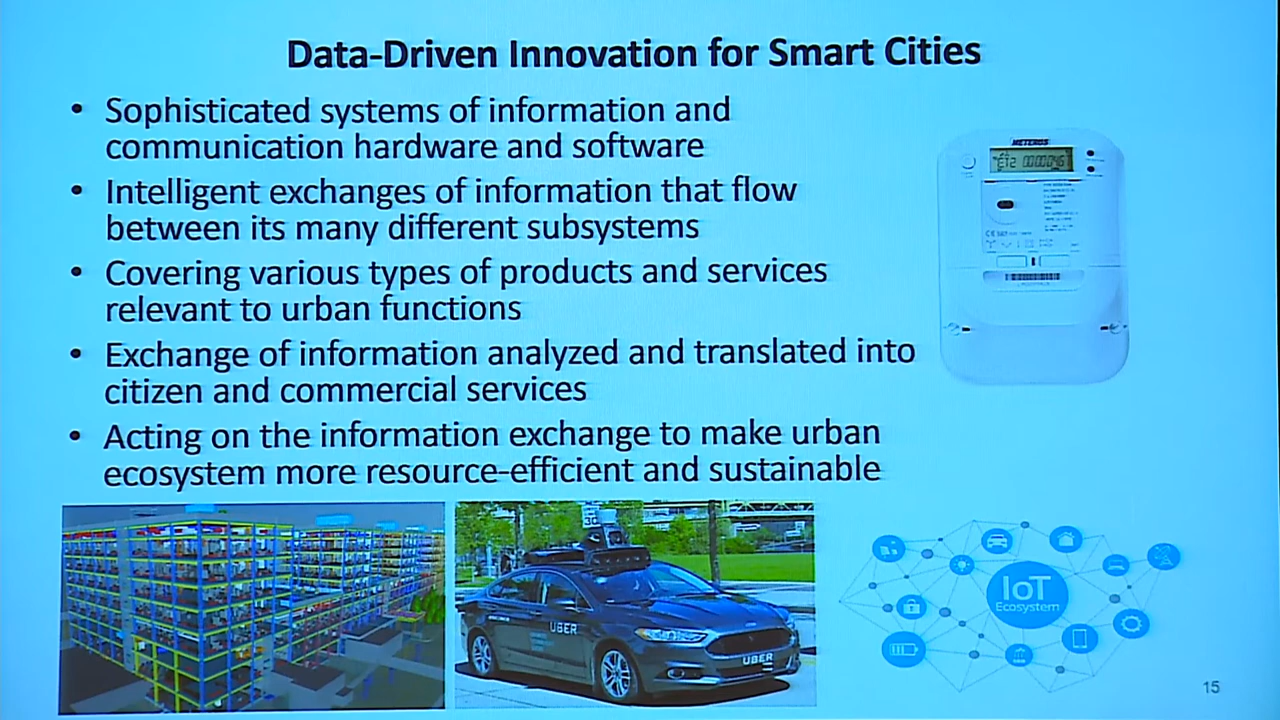 Data-Driven Innovation for Smart Cities
• Sophisticated systems of information and
communication hardware and software
• Intelligent exchanges of information that flow
between its many different subsystems
• Covering various types of products and services
relevant to urban functions
• Exchange of information analyzed and translated into
citizen and commercial services
• Acting on the information exchange to make urban
ecosystem more resource-efficient and sustainable
UBER
UBER
IoT
Ecosystem
15